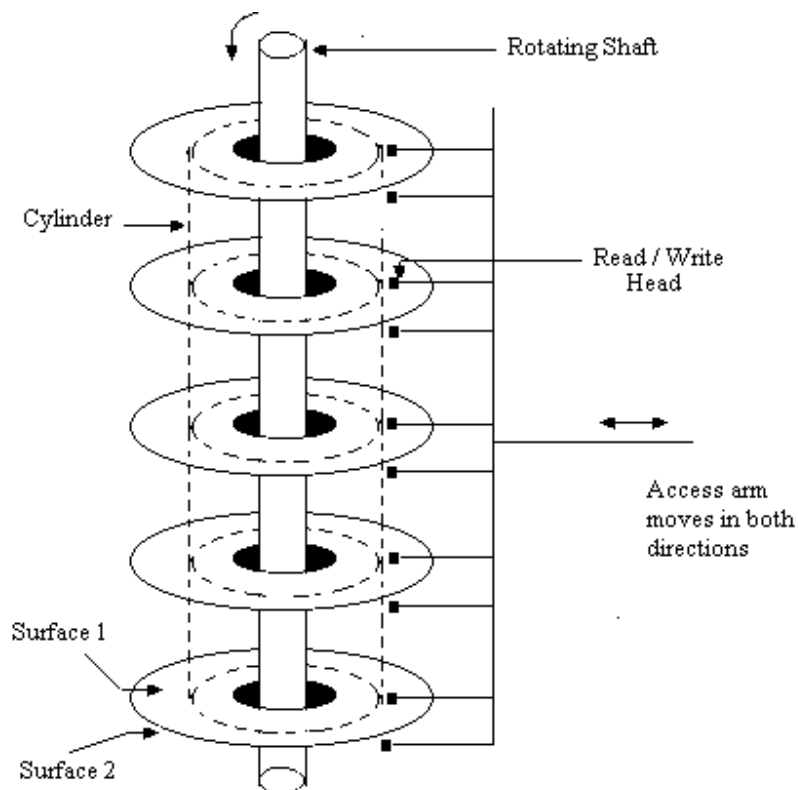 Rotating Shaft
Cylinder
Read / Write
Head
Access arm
moves in both
directions
Surface 1
Surface 2